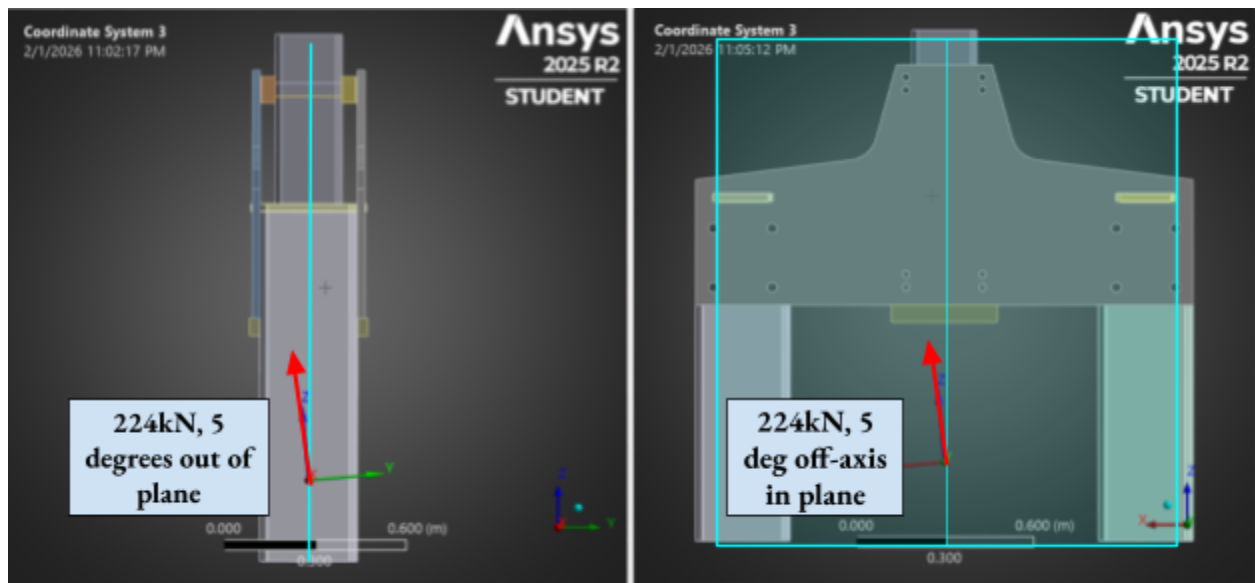 Coordinate System 3
2/1/2026 11:02:17 PM
Ansys
2025 R2
STUDENT
224kN, 5
degrees out of
plane
Z
Y
Z
Y
X
0.000
0.600 (m)
0.300
Coordinate System 3
2/1/2026 11:05:12 PM
Ansys
2025 R2
STUDENT
224kN, 5
deg off-axis
in plane
Z
Z
X
0.000
0.600 (m)
0.300